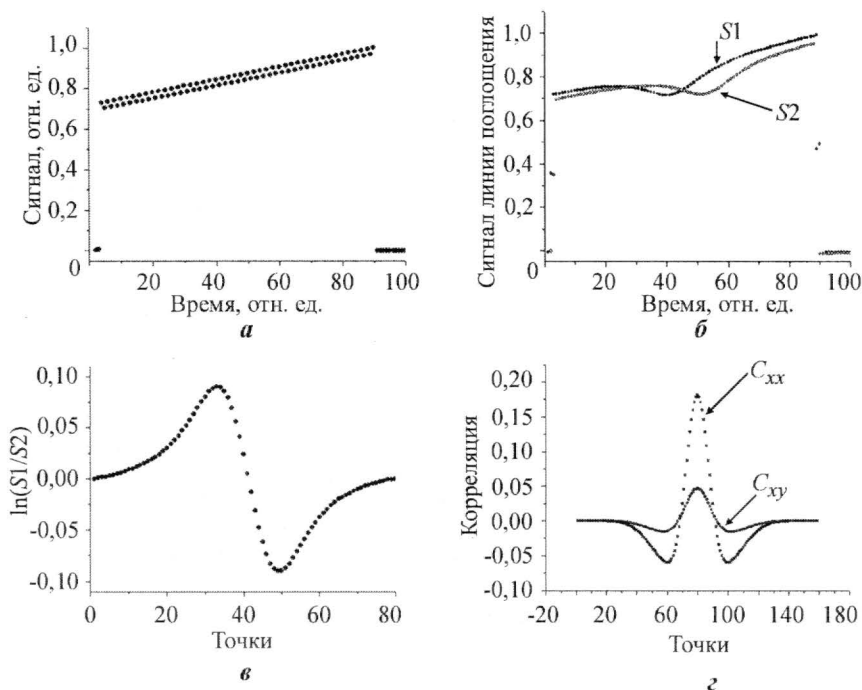 Сигнал, отн. ед.
1,0
0,8
0,6
0,4
0,2
0
20
40
60
80
100
Время, отн. ед.
а
Сигнал линии поглощения
1,0
0,8
0,6
0,4
0,2
0
S1
S2
20
40
60
80
100
Время, отн. ед.
б
ln(S1/S2)
0,10
0,05
0,00
-0,05
-0,10
0
20
40
60
80
Точки
в
Корреляция
0,20
0,15
0,10
0,05
0,00
-0,05
-0,10
Cxx
Cxy
-20
20
60
100
140
180
Точки
г